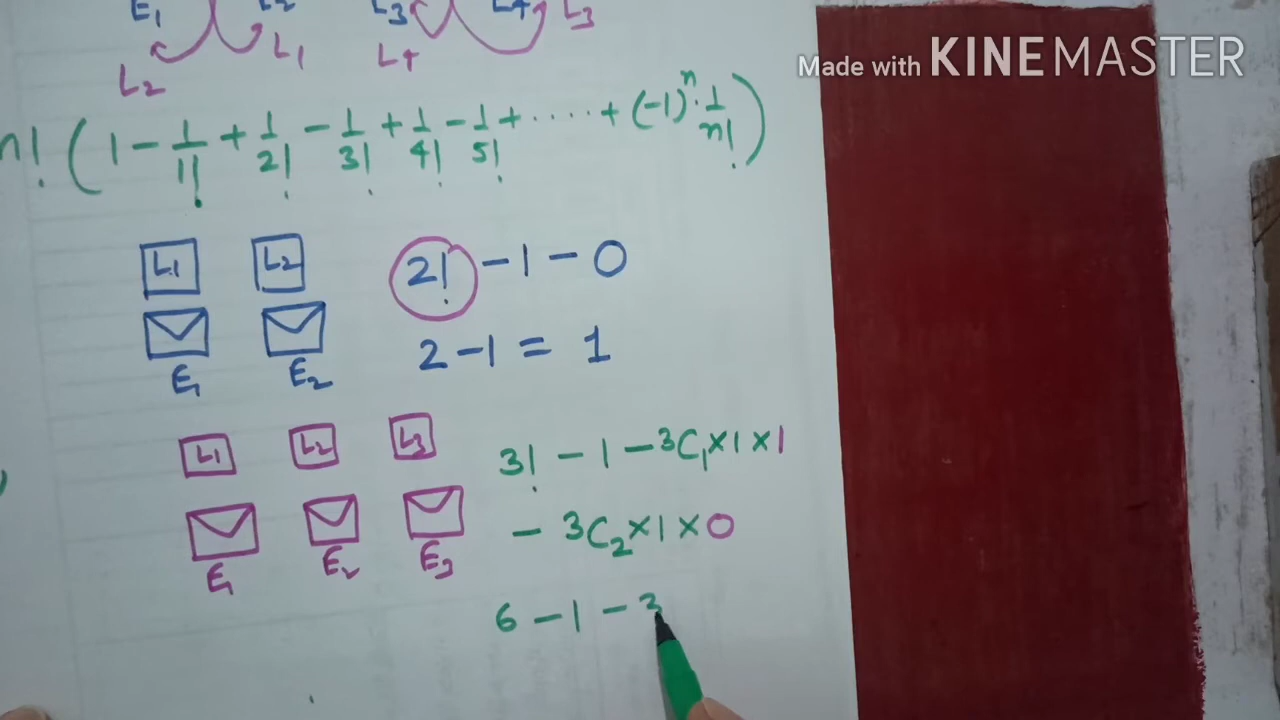 E₁ L₂ L₃ L₄ L₃
L₂ L₁ L₄
Made with KINEMASTER
n! (1 - 1/1! + 1/2! - 1/3! + 1/4! - 1/5! + ..... + (-1)ⁿ · 1/n!)
L₁ L₂ 2! - 1 - 0
2 - 1 = 1
E₁ E₂
L₁ L₂ L₃ 3! - 1 - ³C₁ × 1 × 1
- ³C₂ × 1 × 0
E₁ E₂ E₃
6 - 1 - 3